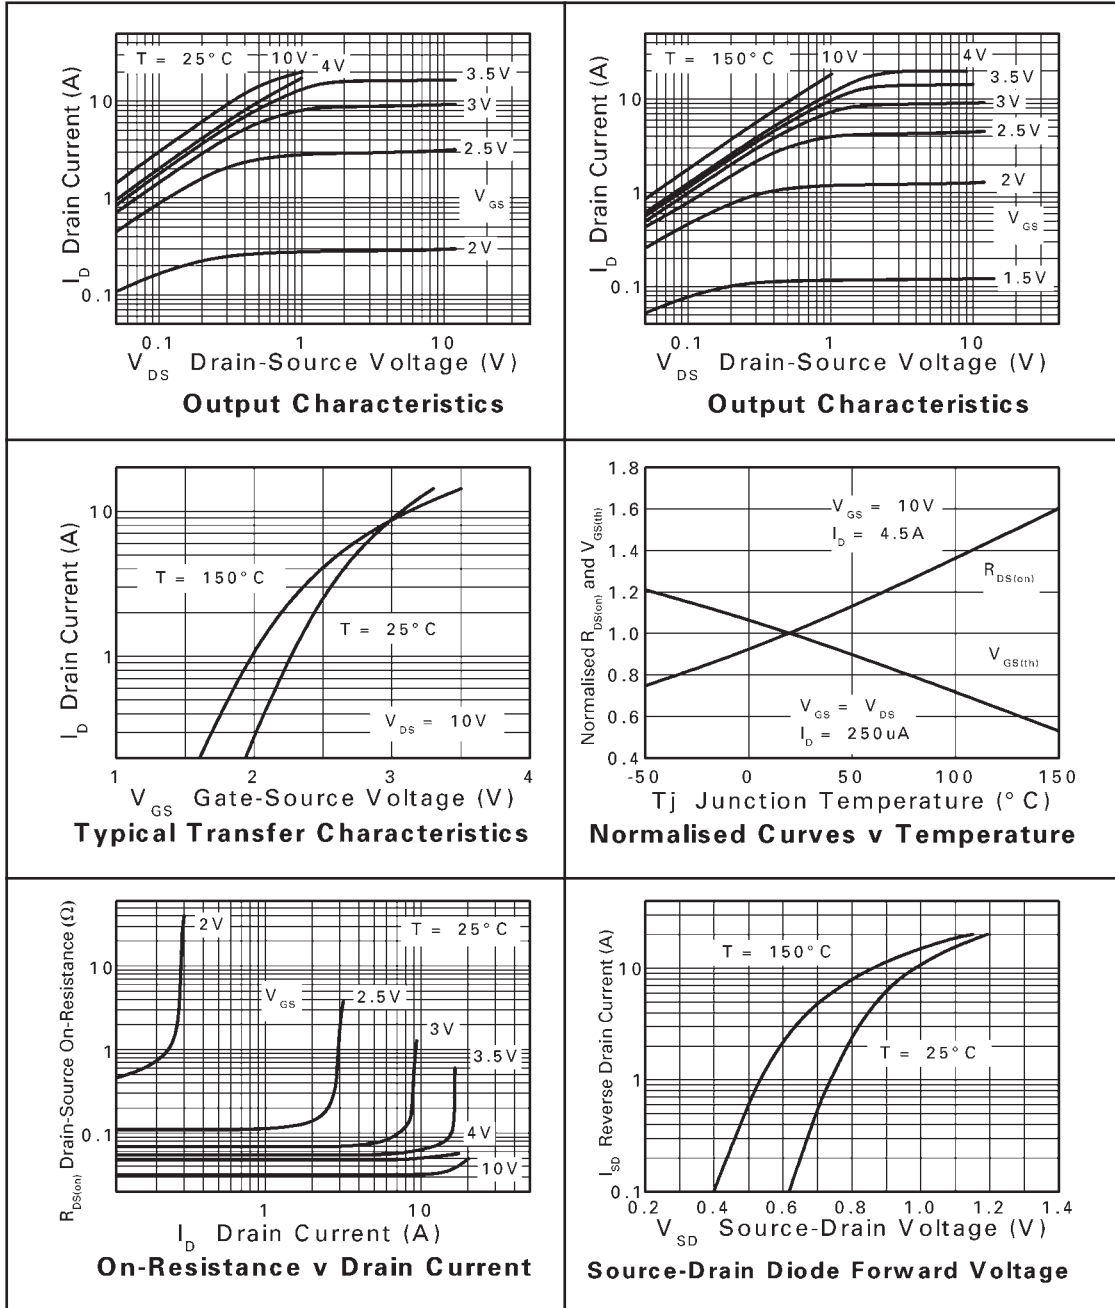 T = 25°C
10V
4V
3.5V
3V
2.5V
V GS
2V
10
1
0.1
I D Drain Current (A)
0.1 1 10
V DS Drain-Source Voltage (V)
Output Characteristics
T = 150°C
10V
4V
3.5V
3V
2.5V
2V
V GS
1.5V
10
1
0.1
I D Drain Current (A)
0.1 1 10
V DS Drain-Source Voltage (V)
Output Characteristics
10
1
I D Drain Current (A)
T = 150°C
T = 25°C
V DS = 10V
1 2 3 4
V GS Gate-Source Voltage (V)
Typical Transfer Characteristics
1.8
1.6
1.4
1.2
1.0
0.8
0.6
0.4
Normalised R DS(on) and V GS(th)
V GS = 10V
I D = 4.5A
R DS(on)
V GS(th)
V GS = V DS
I D = 250uA
-50 0 50 100 150
Tj Junction Temperature (°C)
Normalised Curves v Temperature
R DS(on) Drain-Source On-Resistance (Ω)
10
1
0.1
2V
T = 25°C
V GS
2.5V
3V
3.5V
4V
10V
1 10
I D Drain Current (A)
On-Resistance v Drain Current
I SD Reverse Drain Current (A)
10
1
0.1
T = 150°C
T = 25°C
0.2 0.4 0.6 0.8 1.0 1.2 1.4
V SD Source-Drain Voltage (V)
Source-Drain Diode Forward Voltage